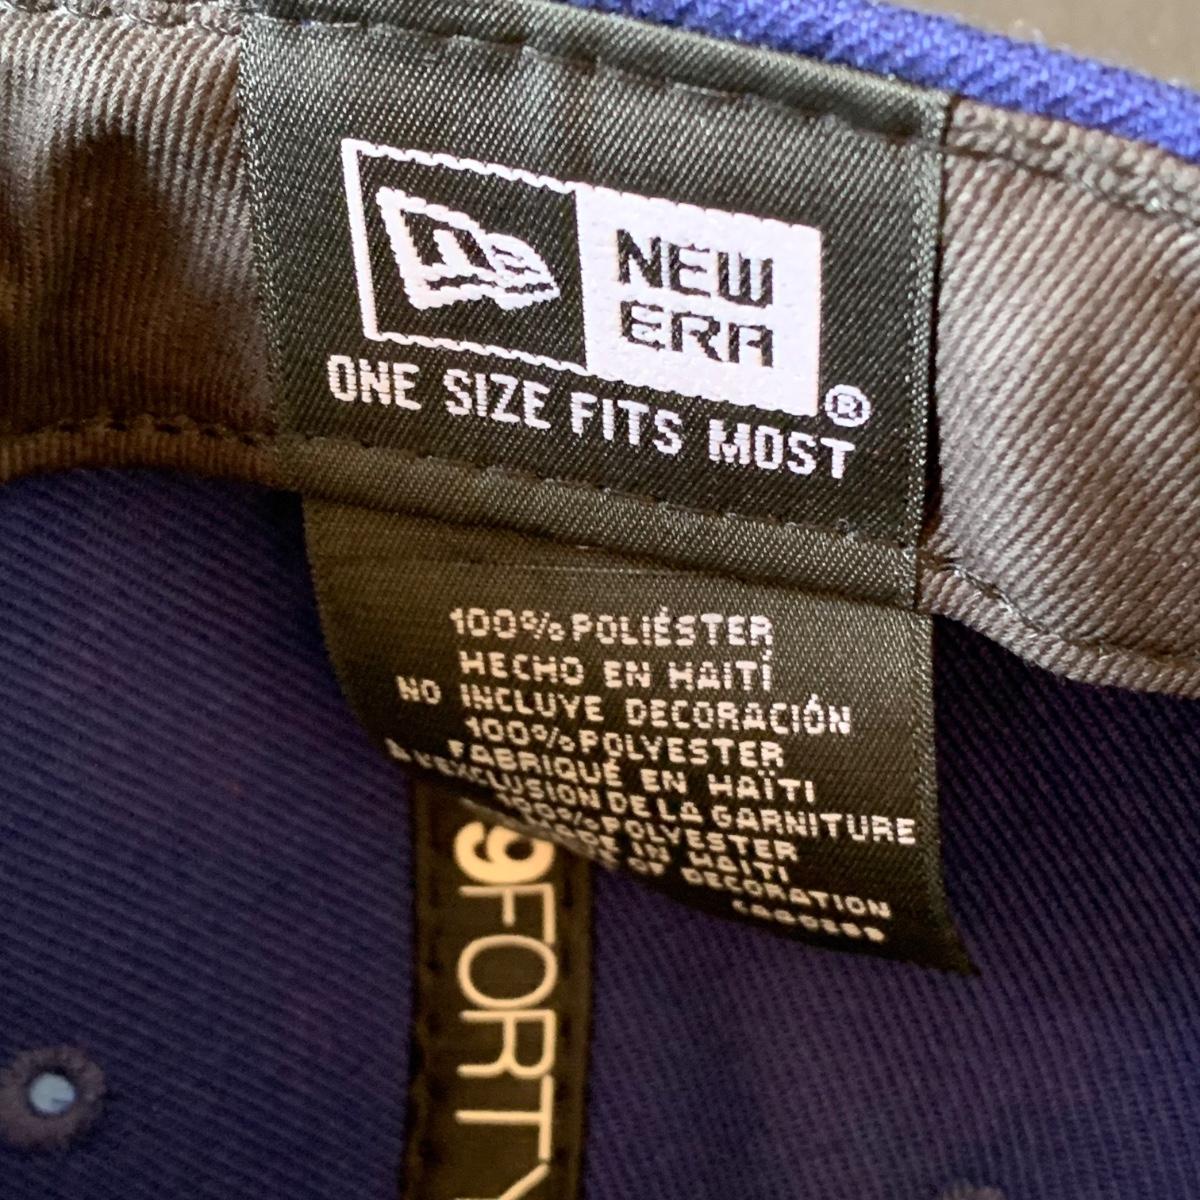 NEW
ERA®
ONE SIZE FITS MOST
100% POLIÉSTER
HECHO EN HAITÍ
NO INCLUYE DECORACIÓN
100% POLYESTER
FABRIQUÉ EN HAÏTI
À L'EXCLUSION DE LA GARNITURE
100% POLYESTER
MADE IN HAITI
OF DECORATION
9FORTY